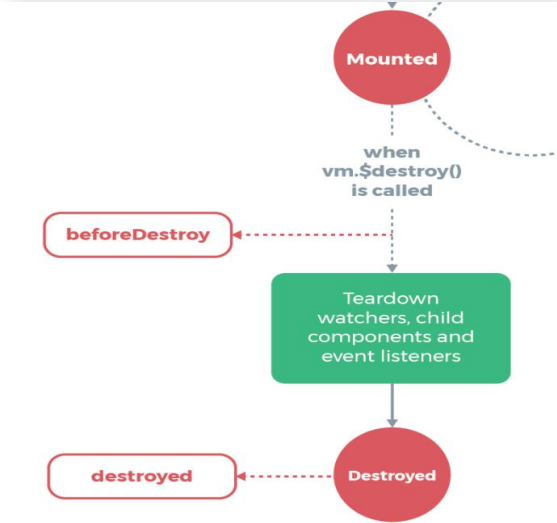 Mounted
when
vm.$destroy()
is called
beforeDestroy
Teardown
watchers, child
components and
event listeners
destroyed
Destroyed